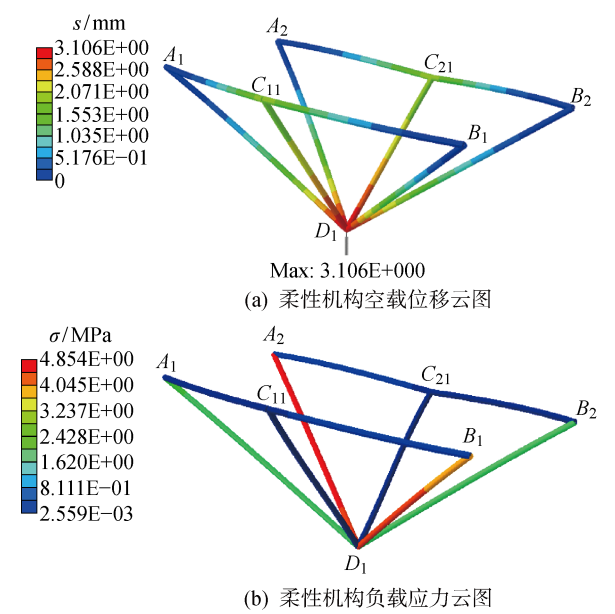 s/mm
3.106E+00
2.588E+00
2.071E+00
1.553E+00
1.035E+00
5.176E−01
0
A1
A2
C11
C21
B1
B2
D1
Max: 3.106E+000
(a) 柔性机构空载位移云图
σ/MPa
4.854E+00
4.045E+00
3.237E+00
2.428E+00
1.620E+00
8.111E−01
2.559E−03
A1
A2
C11
C21
B1
B2
D1
(b) 柔性机构负载应力云图